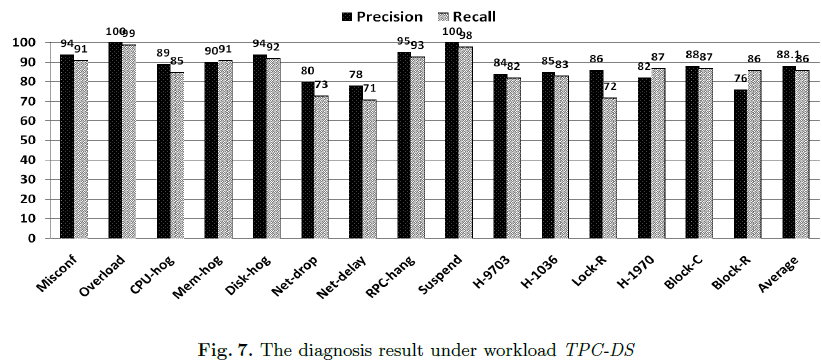 Precision Recall
100
90
80
70
60
50
40
30
20
10
0
94 91 100 99 89 85 90 91 94 92 80 73 78 71 95 93 100 98 84 82 85 83 86 72 82 87 88 87 76 86 88.1 86
Misconf Overload CPU-hog Mem-hog Disk-hog Net-drop Net-delay RPC-hang Suspend H-9703 H-1036 Lock-R H-1970 Block-C Block-R Average
Fig. 7. The diagnosis result under workload TPC-DS